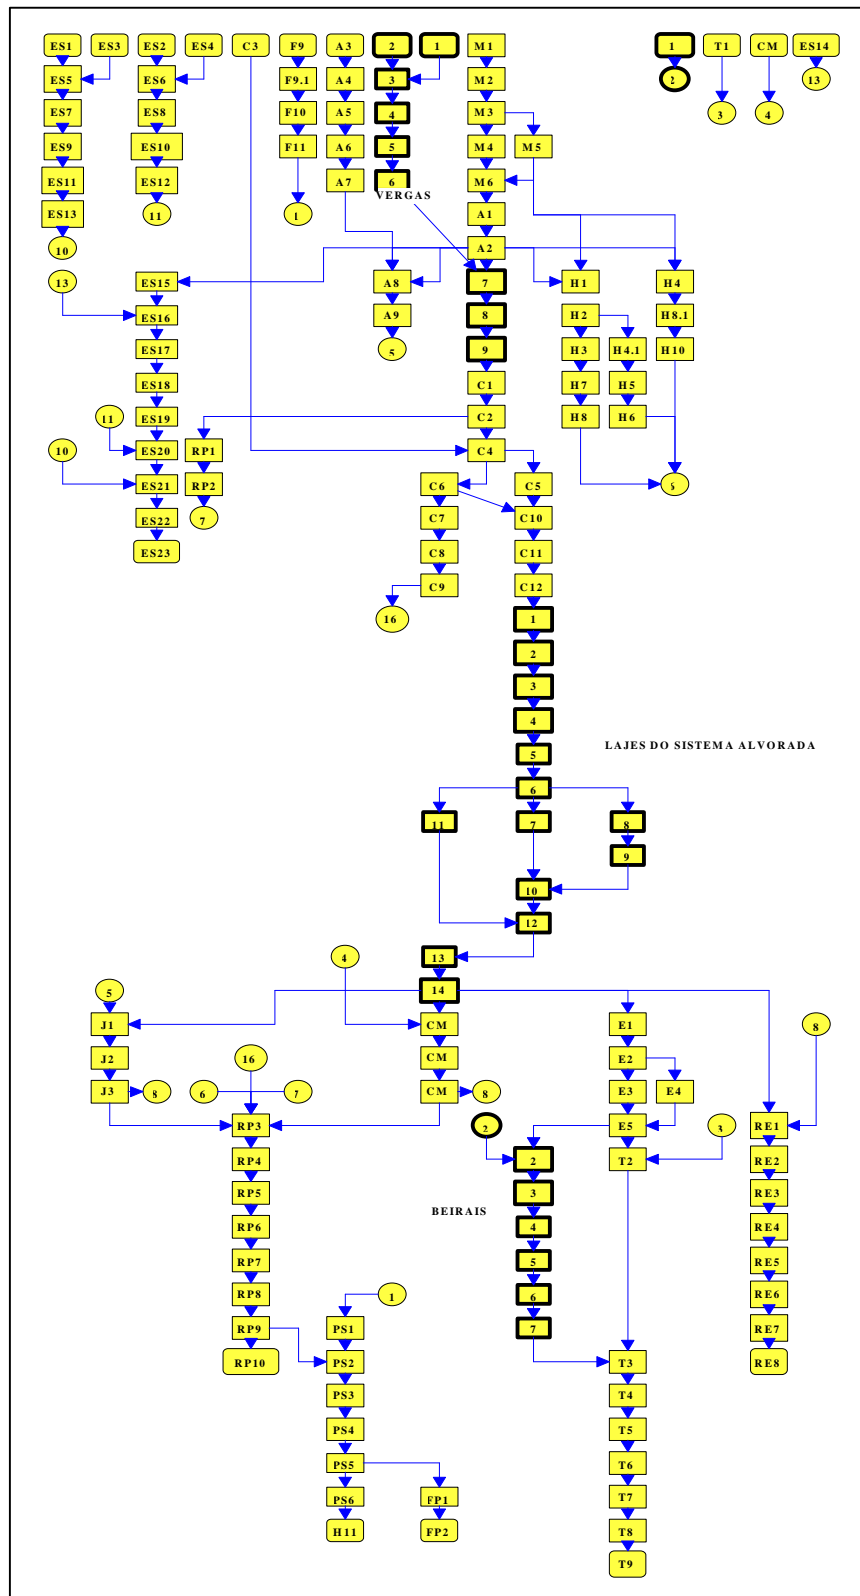 ES1 ES3 ES2 ES4 C3 F9 A3 2 1 M1 1 T1 CM ES14
ES5 ES6 F9.1 A4 3 M2 2 13
ES7 ES8 F10 A5 4 M3 3 4
ES9 ES10 F11 A6 5 M4 M5
ES11 ES12 A7 6 M6
VERGAS
ES13 11 1 A1
10 A2
13 ES15 A8 7 H1 H4
ES16 A9 8 H2 H8.1
ES17 5 9 H3 H4.1 H10
ES18 C1 H7 H5
11 ES19 C2 H8 H6
10 ES20 RP1 C4
ES21 RP2 C6 C5
ES22 7 C7 C10
ES23 C8 C11
C9 C12
16 1
2
3
4
LAJES DO SISTEMA ALVORADA
5
6
11 7 8
9
10
12
4 13
5 14
J1 CM E1 8
J2 16 CM E2
J3 8 6 7 CM 8 E3 E4
RP3 2 E5 3 RE1
RP4 2 T2 RE2
RP5 3 RE3
BEIRAIS
RP6 4 RE4
RP7 5 RE5
RP8 1 6 RE6
RP9 PS1 7 RE7
RP10 PS2 T3 RE8
PS3 T4
PS4 T5
PS5 T6
PS6 FP1 T7
H11 FP2 T8
T9